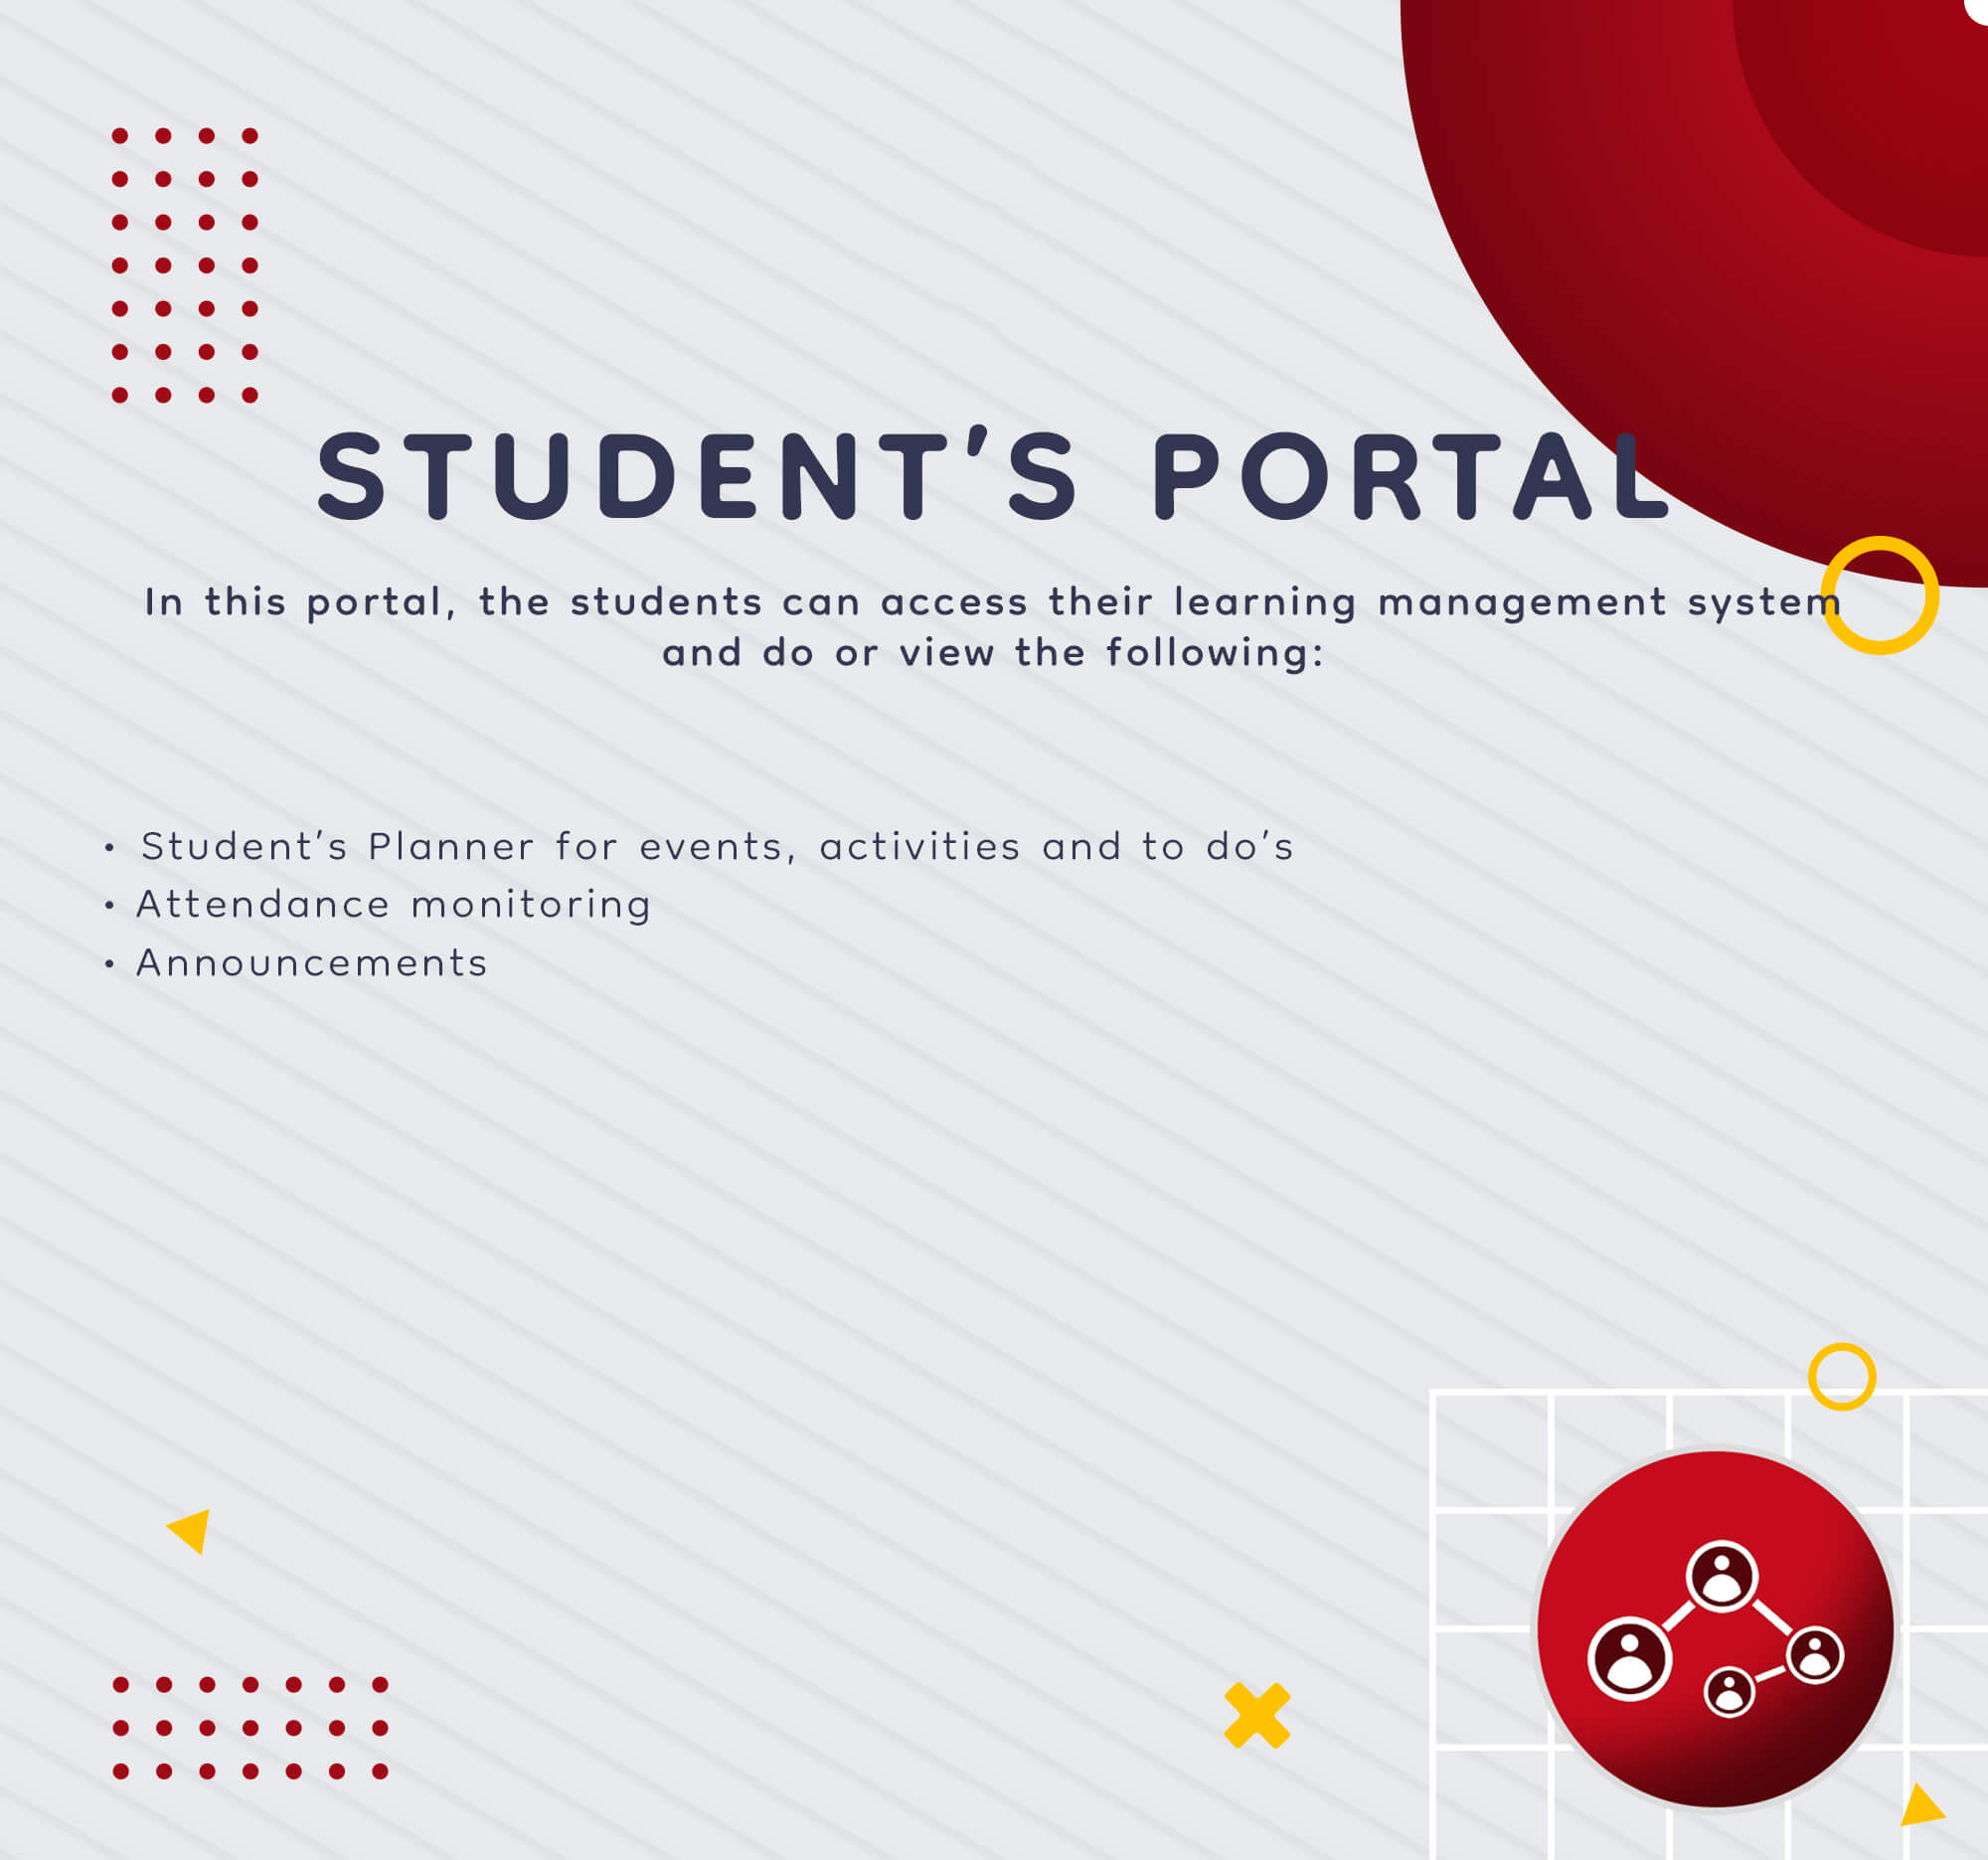 STUDENT'S PORTAL
In this portal, the students can access their learning management system
and do or view the following:
• Student's Planner for events, activities and to do's
• Attendance monitoring
• Announcements